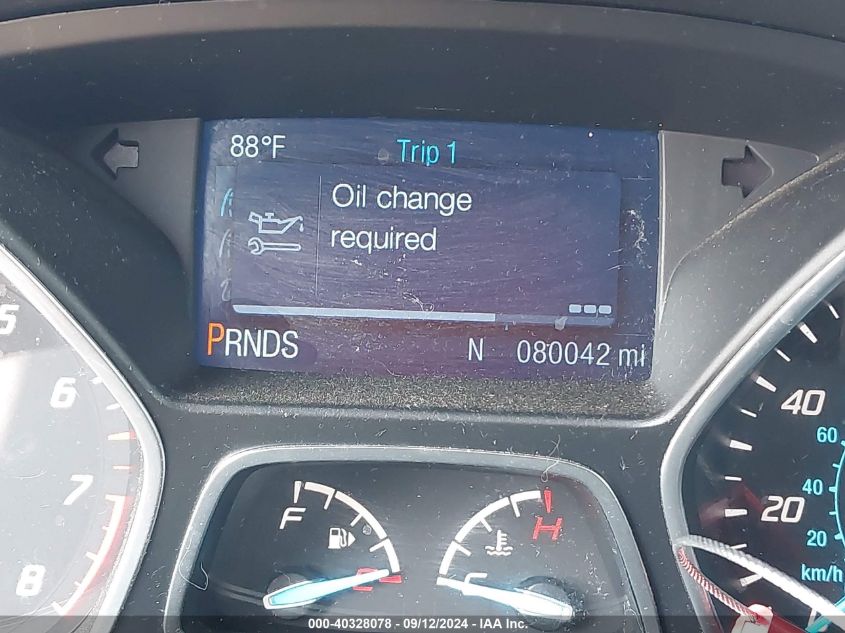 88°F
Trip 1
Oil change
required
PRNDS
N 080042 mi
5
6
7
8
F
H
C
40
20
60
40
20
km/h
000-40328078 - 09/12/2024 - IAA Inc.